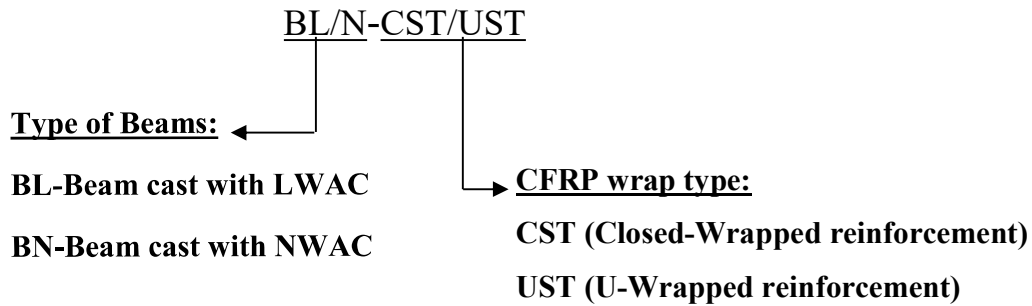 BL/N-CST/UST
Type of Beams:
BL-Beam cast with LWAC
BN-Beam cast with NWAC
CFRP wrap type:
CST (Closed-Wrapped reinforcement)
UST (U-Wrapped reinforcement)